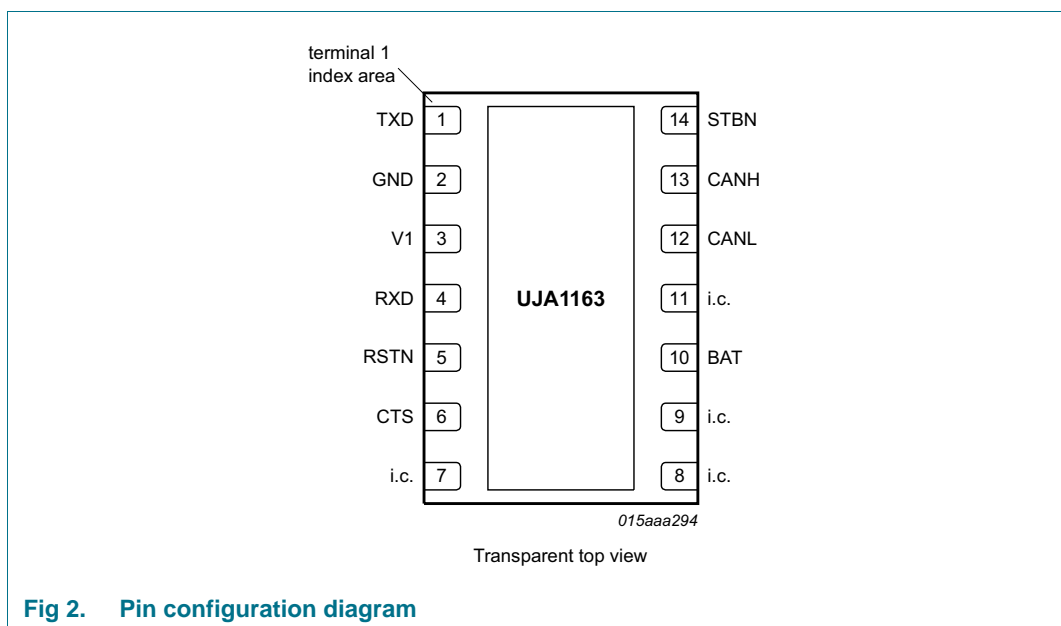 terminal 1
index area
TXD 1 14 STBN
GND 2 13 CANH
V1 3 12 CANL
RXD 4 UJA1163 11 i.c.
RSTN 5 10 BAT
CTS 6 9 i.c.
i.c. 7 8 i.c.
015aaa294
Transparent top view
Fig 2. Pin configuration diagram